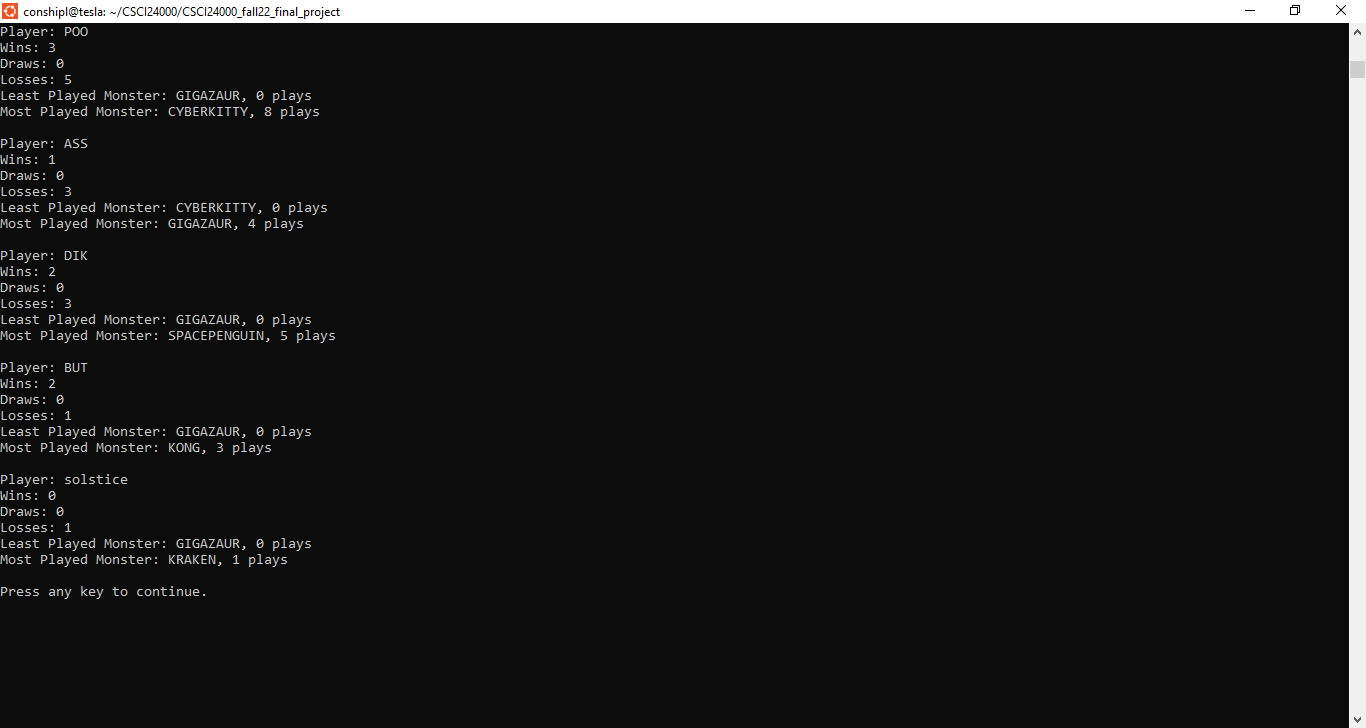 conshipl@tesla: ~/CSCI24000/CSCI24000_fall22_final_project
Player: POO
Wins: 3
Draws: 0
Losses: 5
Least Played Monster: GIGAZAUR, 0 plays
Most Played Monster: CYBERKITTY, 8 plays
Player: ASS
Wins: 1
Draws: 0
Losses: 3
Least Played Monster: CYBERKITTY, 0 plays
Most Played Monster: GIGAZAUR, 4 plays
Player: DIK
Wins: 2
Draws: 0
Losses: 3
Least Played Monster: GIGAZAUR, 0 plays
Most Played Monster: SPACEPENGUIN, 5 plays
Player: BUT
Wins: 2
Draws: 0
Losses: 1
Least Played Monster: GIGAZAUR, 0 plays
Most Played Monster: KONG, 3 plays
Player: solstice
Wins: 0
Draws: 0
Losses: 1
Least Played Monster: GIGAZAUR, 0 plays
Most Played Monster: KRAKEN, 1 plays
Press any key to continue.